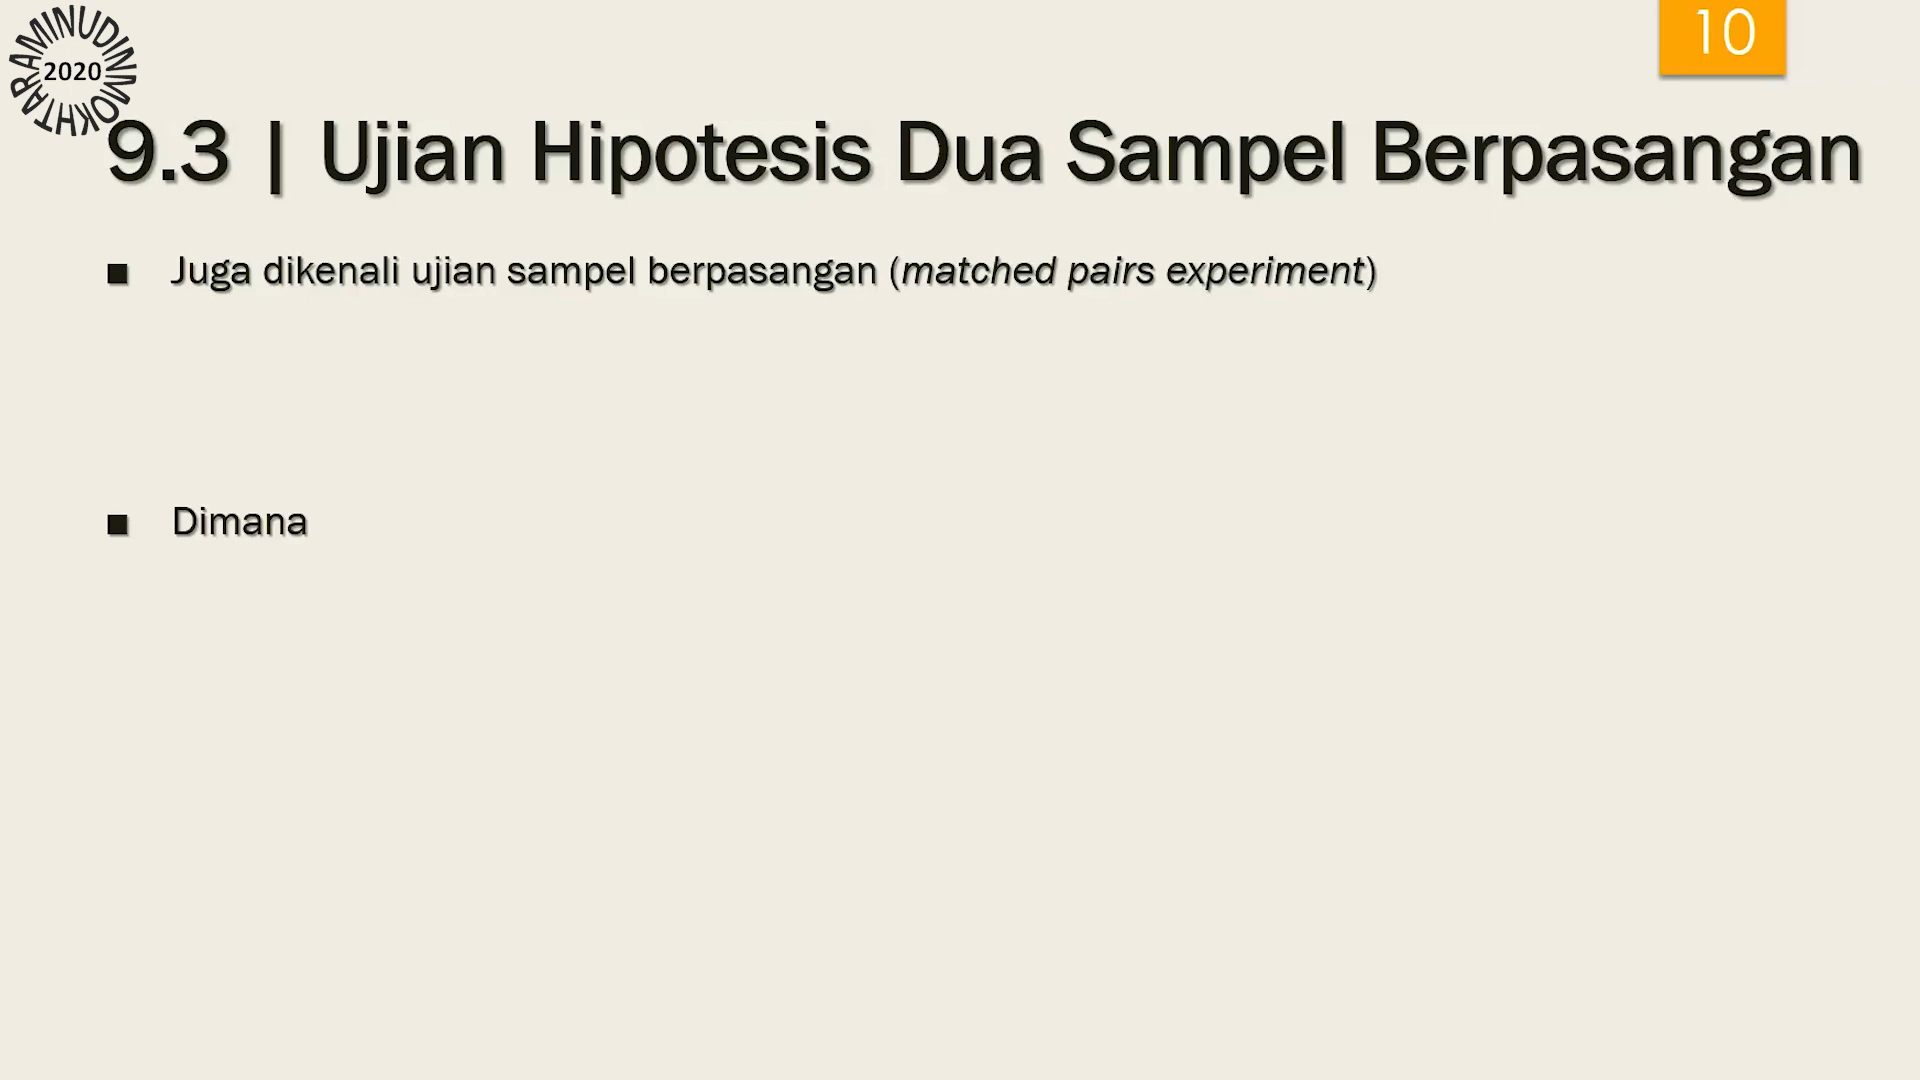 AMINUDINMOKHTAR
2020
10
9.3 | Ujian Hipotesis Dua Sampel Berpasangan
■ Juga dikenali ujian sampel berpasangan (matched pairs experiment)
■ Dimana